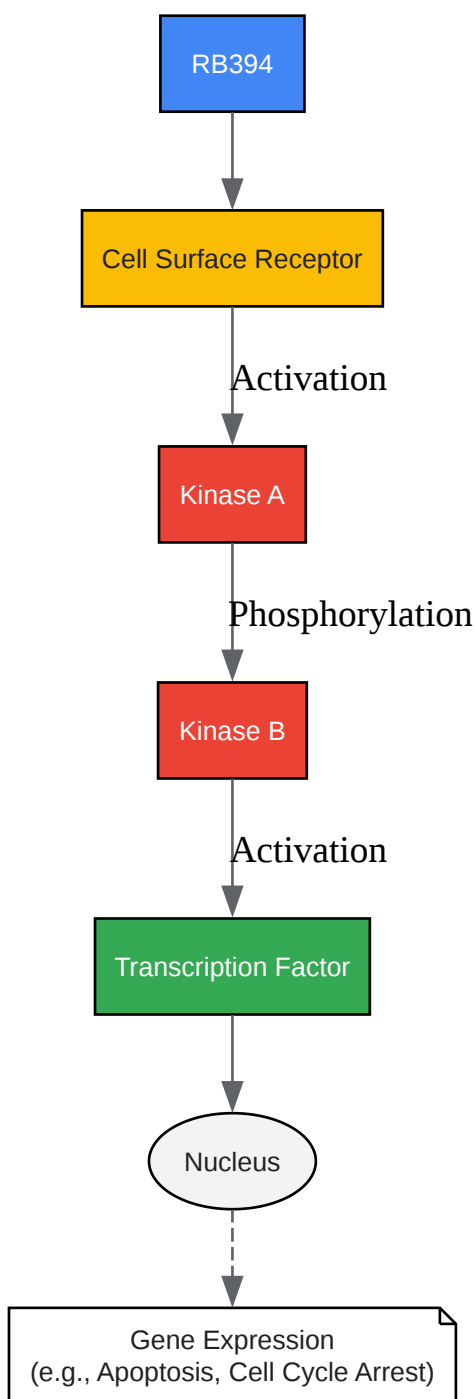 RB394
Cell Surface Receptor
Activation
Kinase A
Phosphorylation
Kinase B
Activation
Transcription Factor
Nucleus
Gene Expression
(e.g., Apoptosis, Cell Cycle Arrest)